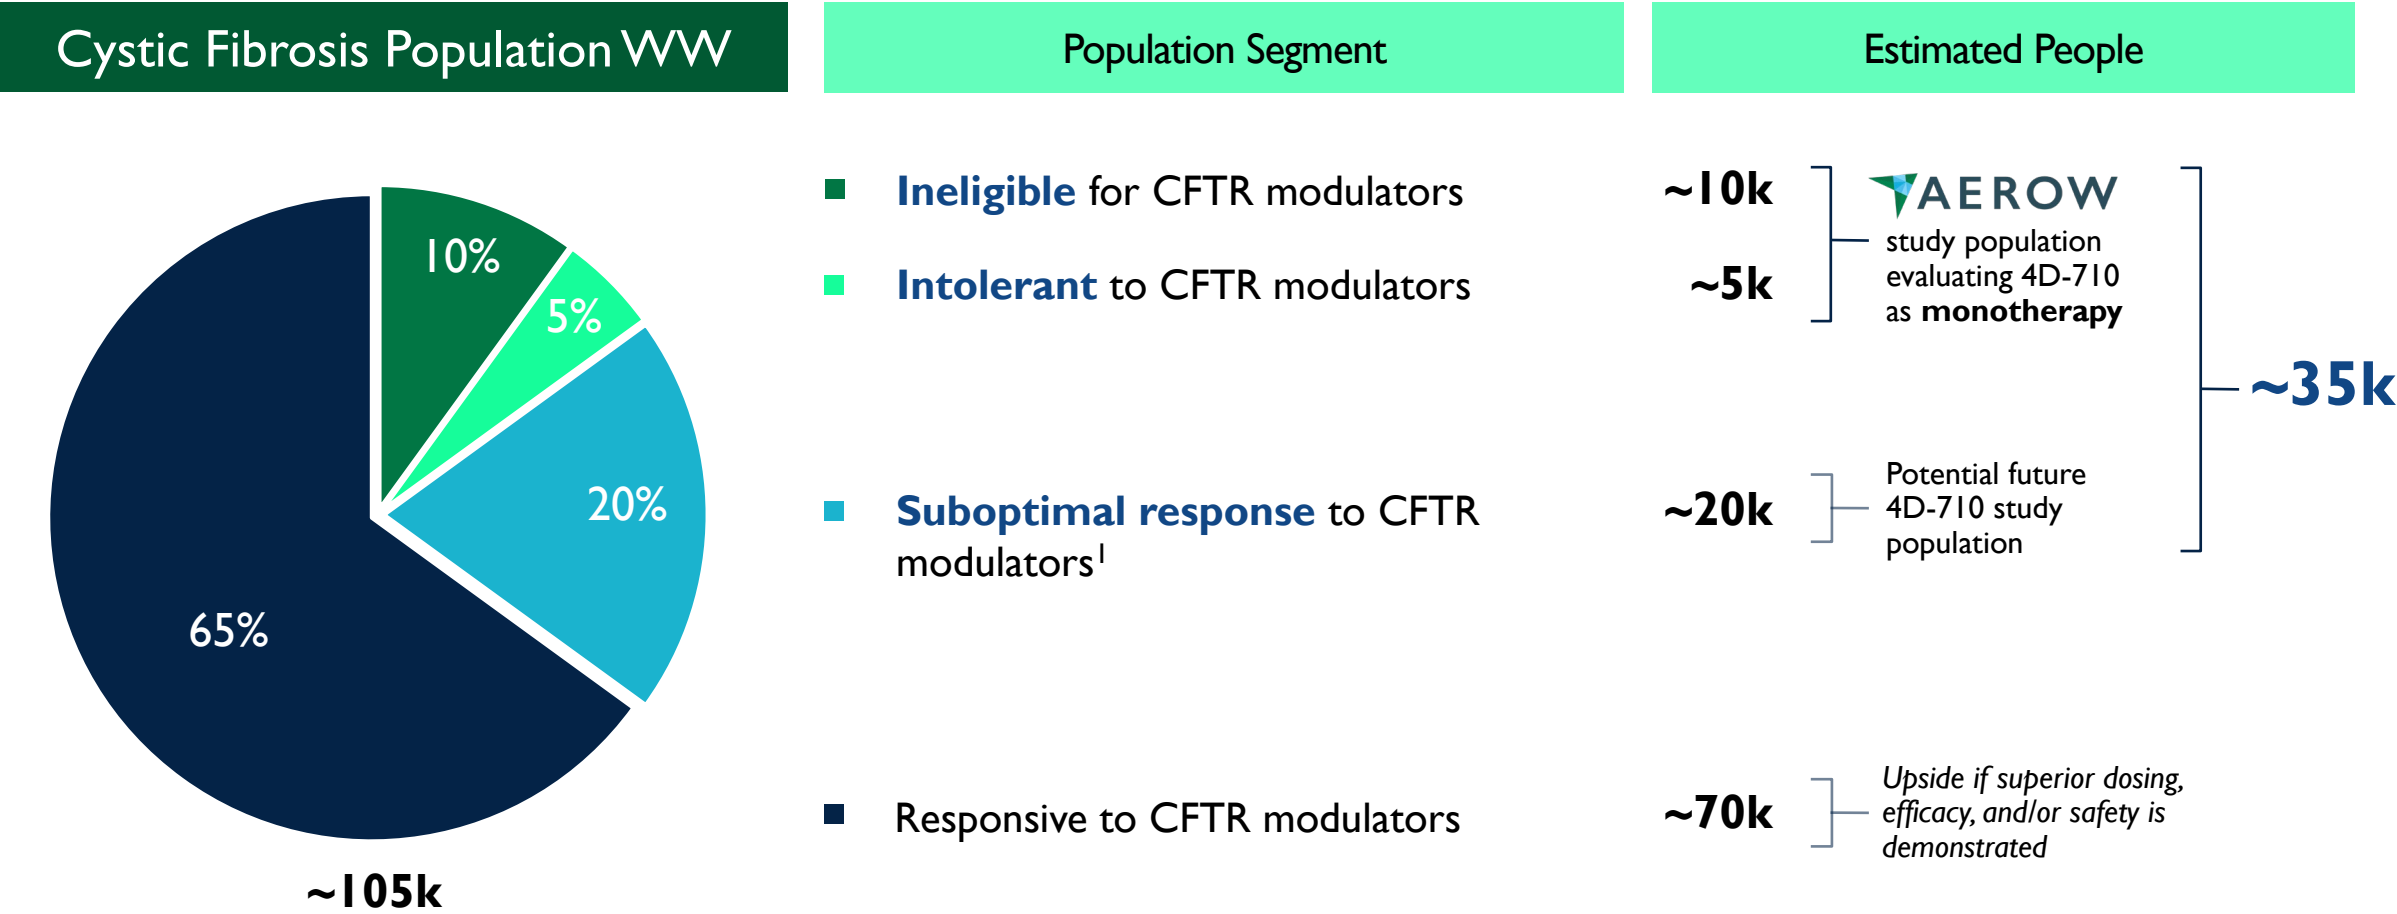 Cystic Fibrosis Population WW
Population Segment
Estimated People
10%
5%
20%
65%
~105k
Ineligible for CFTR modulators
~10k
Intolerant to CFTR modulators
~5k
AEROW
study population
evaluating 4D-710
as monotherapy
~35k
Suboptimal response to CFTR
modulators¹
~20k
Potential future
4D-710 study
population
Responsive to CFTR modulators
~70k
Upside if superior dosing,
efficacy, and/or safety is
demonstrated